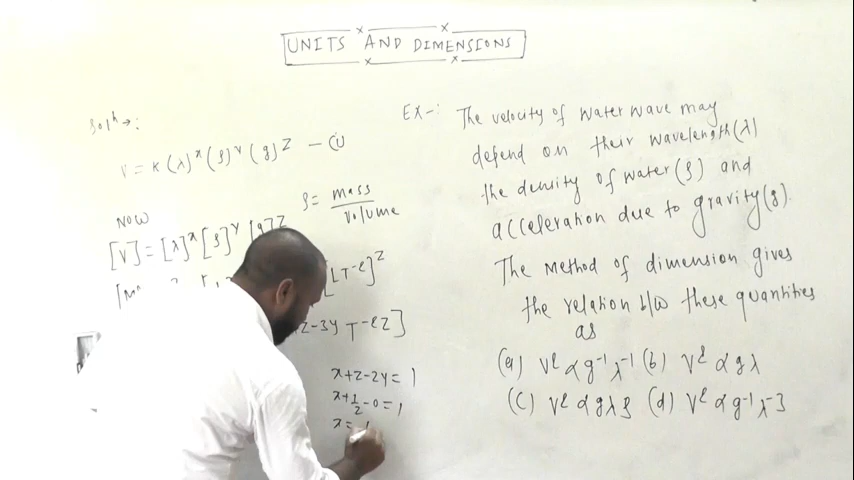 UNITS AND DIMENSIONS
Solⁿ→:
V = K (λ)^x (ρ)^y (g)^z — (i)
NOW
ρ = mass / volume
[V] = [λ]^x [ρ]^y [g]^z
[LT^-2]^z
z-3y T^-2z]
x+z-2y = 1
x+1/2-0 = 1
x =
EX-: The velocity of water wave may
depend on their wavelength(λ)
the density of water(ρ) and
acceleration due to gravity(g).
The method of dimension gives
the relation b/w these quantities
as
(a) V² ∝ g^-1 λ^-1 (b) V² ∝ gλ
(c) V² ∝ gλρ (d) V² ∝ g^-1 λ^-3